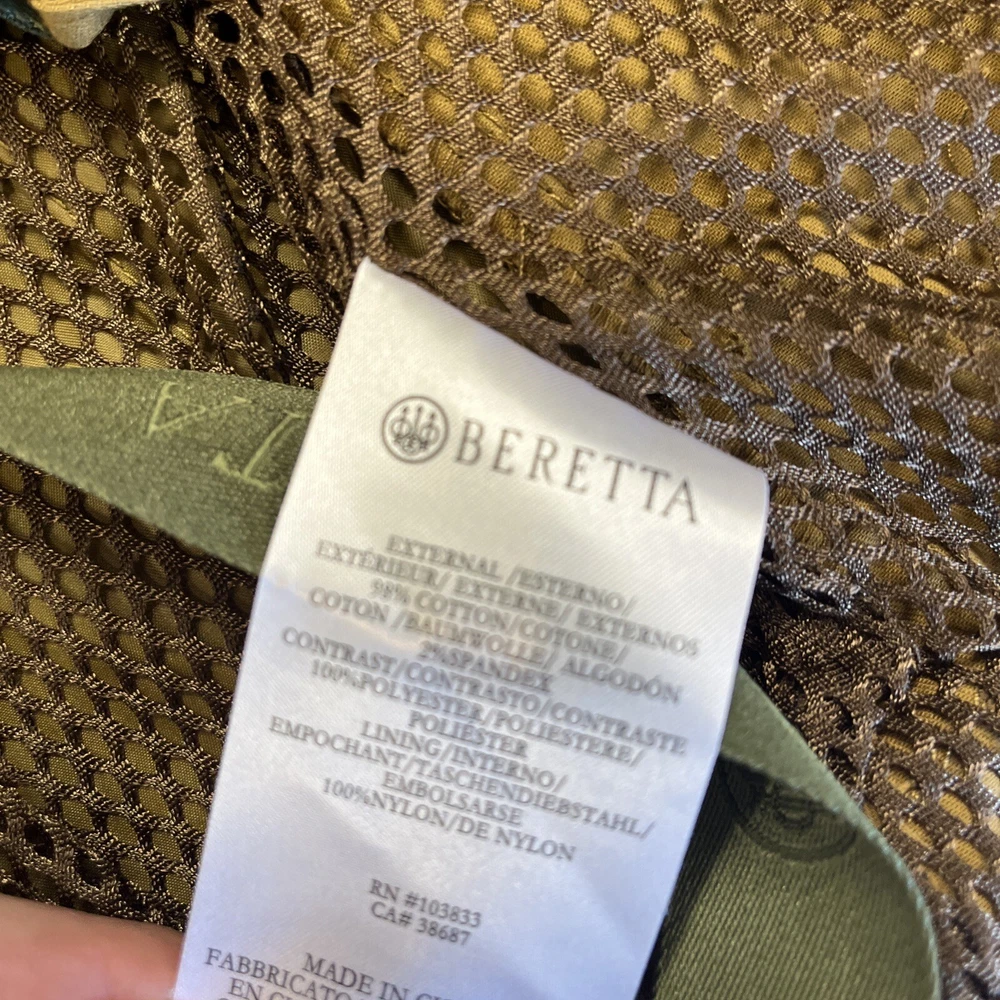 BERETTA
EXTERNAL /ESTERNO/
EXTÉRIEUR/ EXTERNE/ EXTERNOS
98% COTTON/COTONE/
COTON /BAUMWOLLE/ ALGODÓN
2%SPANDEX
CONTRAST/CONTRASTO/CONTRASTE
100%POLYESTER/POLIESTERE/
POLIÉSTER
LINING/INTERNO/
EMPOCHANT/TASCHENDIEBSTAHL/
EMBOLSARSE
100%NYLON/DE NYLON
RN #103833
CA# 38687
MADE IN
FABBRICATO
EN